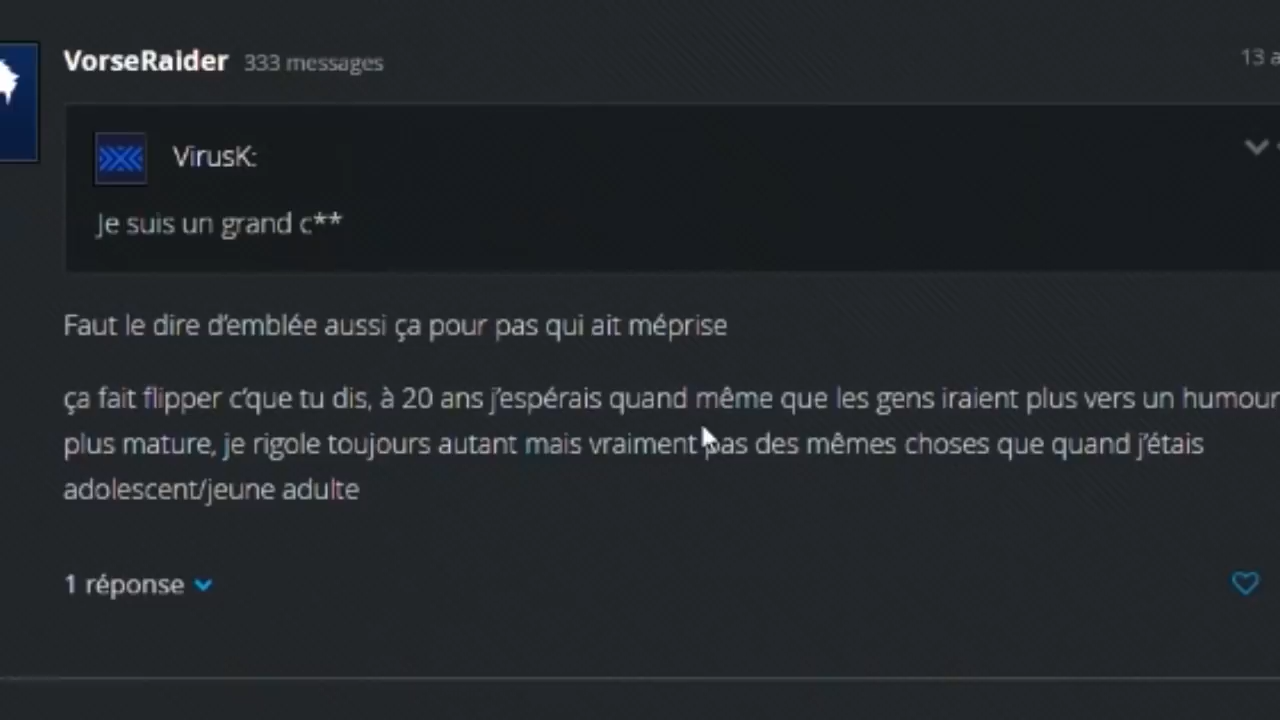 VorseRaider 333 messages
13 a
VirusK:
Je suis un grand c**
Faut le dire d'emblée aussi ça pour pas qui ait méprise
ça fait flipper c'que tu dis, à 20 ans j'espérais quand même que les gens iraient plus vers un humour
plus mature, je rigole toujours autant mais vraiment pas des mêmes choses que quand j'étais
adolescent/jeune adulte
1 réponse